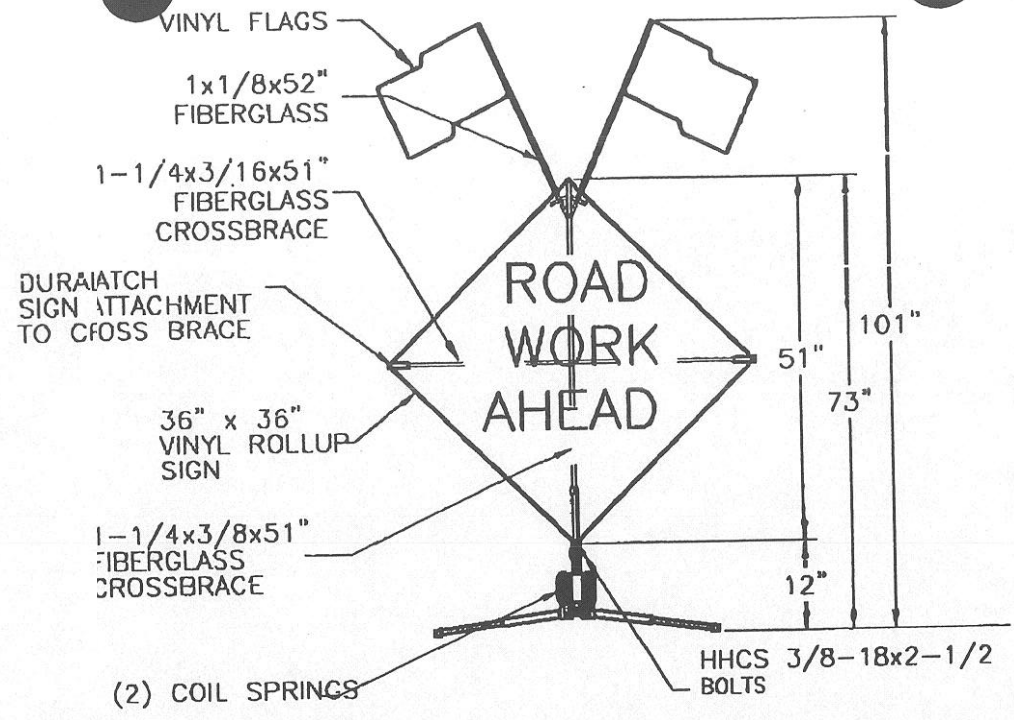 VINYL FLAGS
1x1/8x52"
FIBERGLASS
1-1/4x3/16x51"
FIBERGLASS
CROSSBRACE
DURALATCH
SIGN ATTACHMENT
TO CROSS BRACE
36" x 36"
VINYL ROLLUP
SIGN
1-1/4x3/8x51"
FIBERGLASS
CROSSBRACE
(2) COIL SPRINGS
ROAD
WORK
AHEAD
101"
51"
73"
12"
HHCS 3/8-18x2-1/2
BOLTS